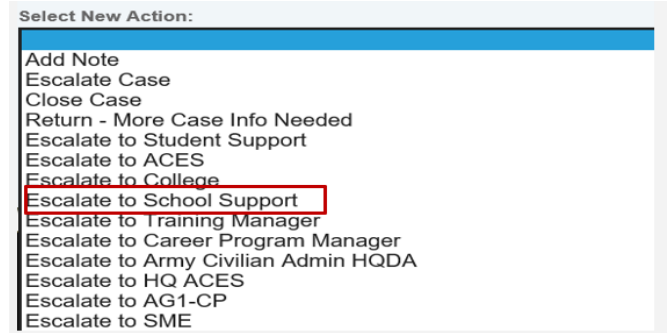 Select New Action:
Add Note
Escalate Case
Close Case
Return - More Case Info Needed
Escalate to Student Support
Escalate to ACES
Escalate to College
Escalate to School Support
Escalate to Training Manager
Escalate to Career Program Manager
Escalate to Army Civilian Admin HQDA
Escalate to HQ ACES
Escalate to AG1-CP
Escalate to SME